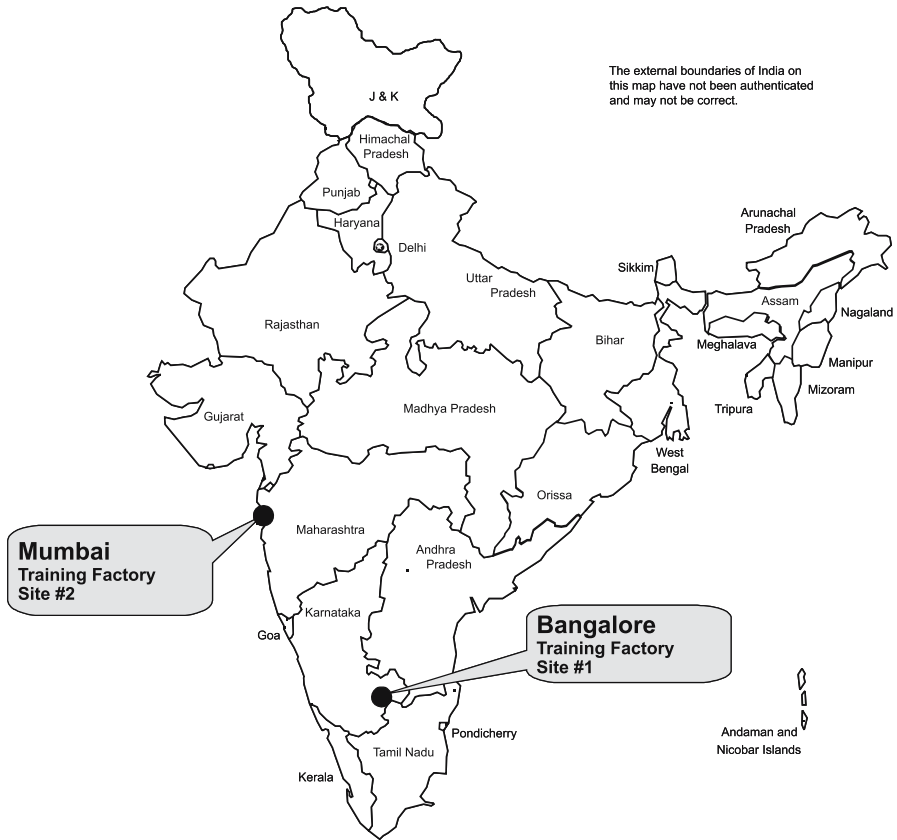 The external boundaries of India on
this map have not been authenticated
and may not be correct.
J & K
Himachal
Pradesh
Punjab
Haryana
Delhi
Arunachal
Pradesh
Sikkim
Uttar
Pradesh
Assam
Nagaland
Rajasthan
Bihar
Meghalava
Manipur
Mizoram
Tripura
Gujarat
Madhya Pradesh
West
Bengal
Orissa
Maharashtra
Mumbai
Training Factory
Site #2
Andhra
Pradesh
Karnataka
Goa
Bangalore
Training Factory
Site #1
Pondicherry
Andaman and
Nicobar Islands
Tamil Nadu
Kerala